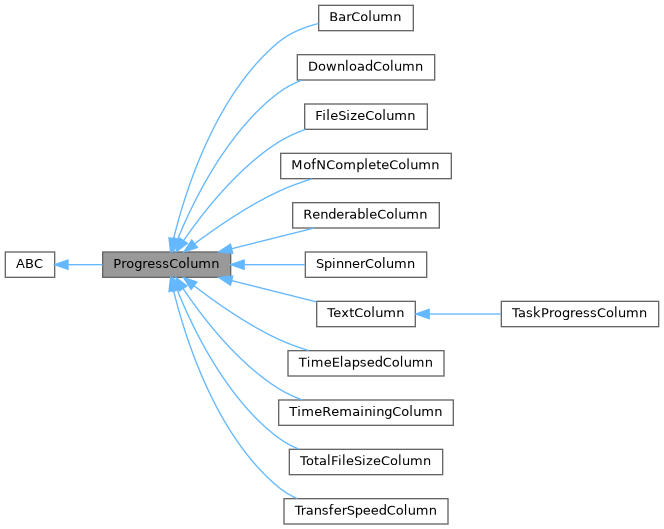 BarColumn
DownloadColumn
FileSizeColumn
MofNCompleteColumn
RenderableColumn
ABC
ProgressColumn
SpinnerColumn
TextColumn
TaskProgressColumn
TimeElapsedColumn
TimeRemainingColumn
TotalFileSizeColumn
TransferSpeedColumn